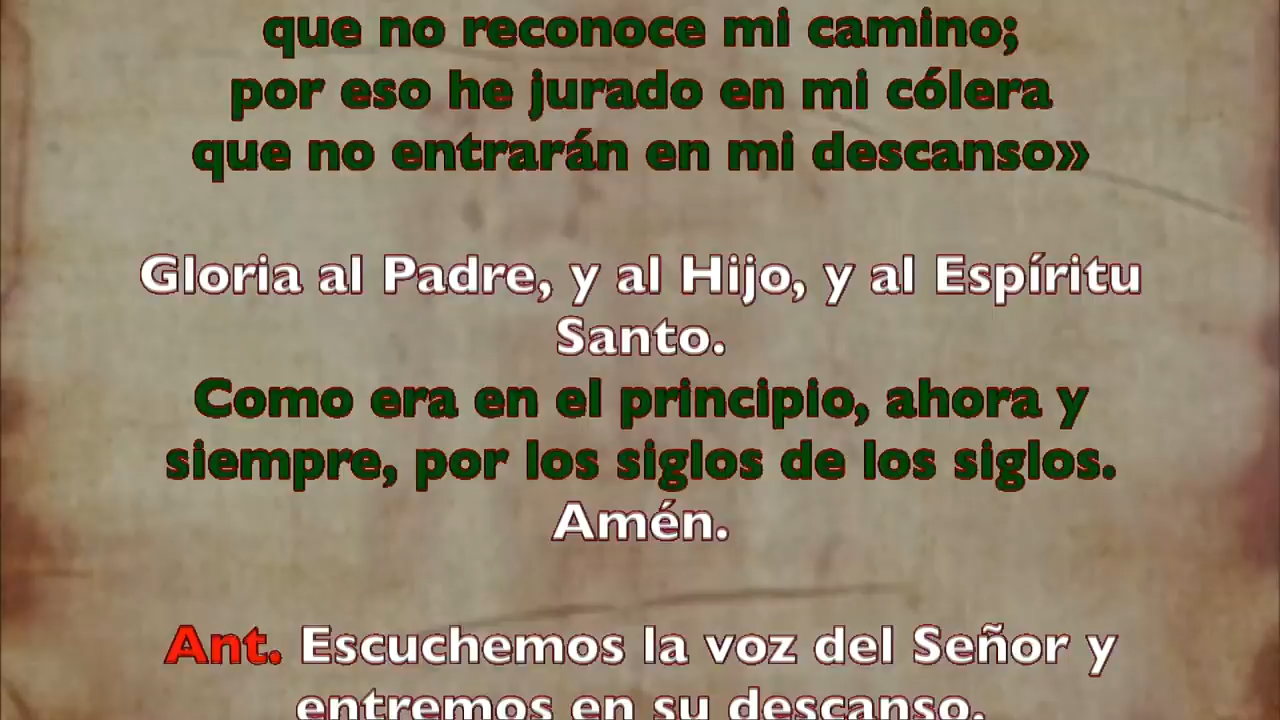 que no reconoce mi camino;
por eso he jurado en mi cólera
que no entrarán en mi descanso»
Gloria al Padre, y al Hijo, y al Espíritu
Santo.
Como era en el principio, ahora y
siempre, por los siglos de los siglos.
Amén.
Ant. Escuchemos la voz del Señor y
entremos en su descanso.